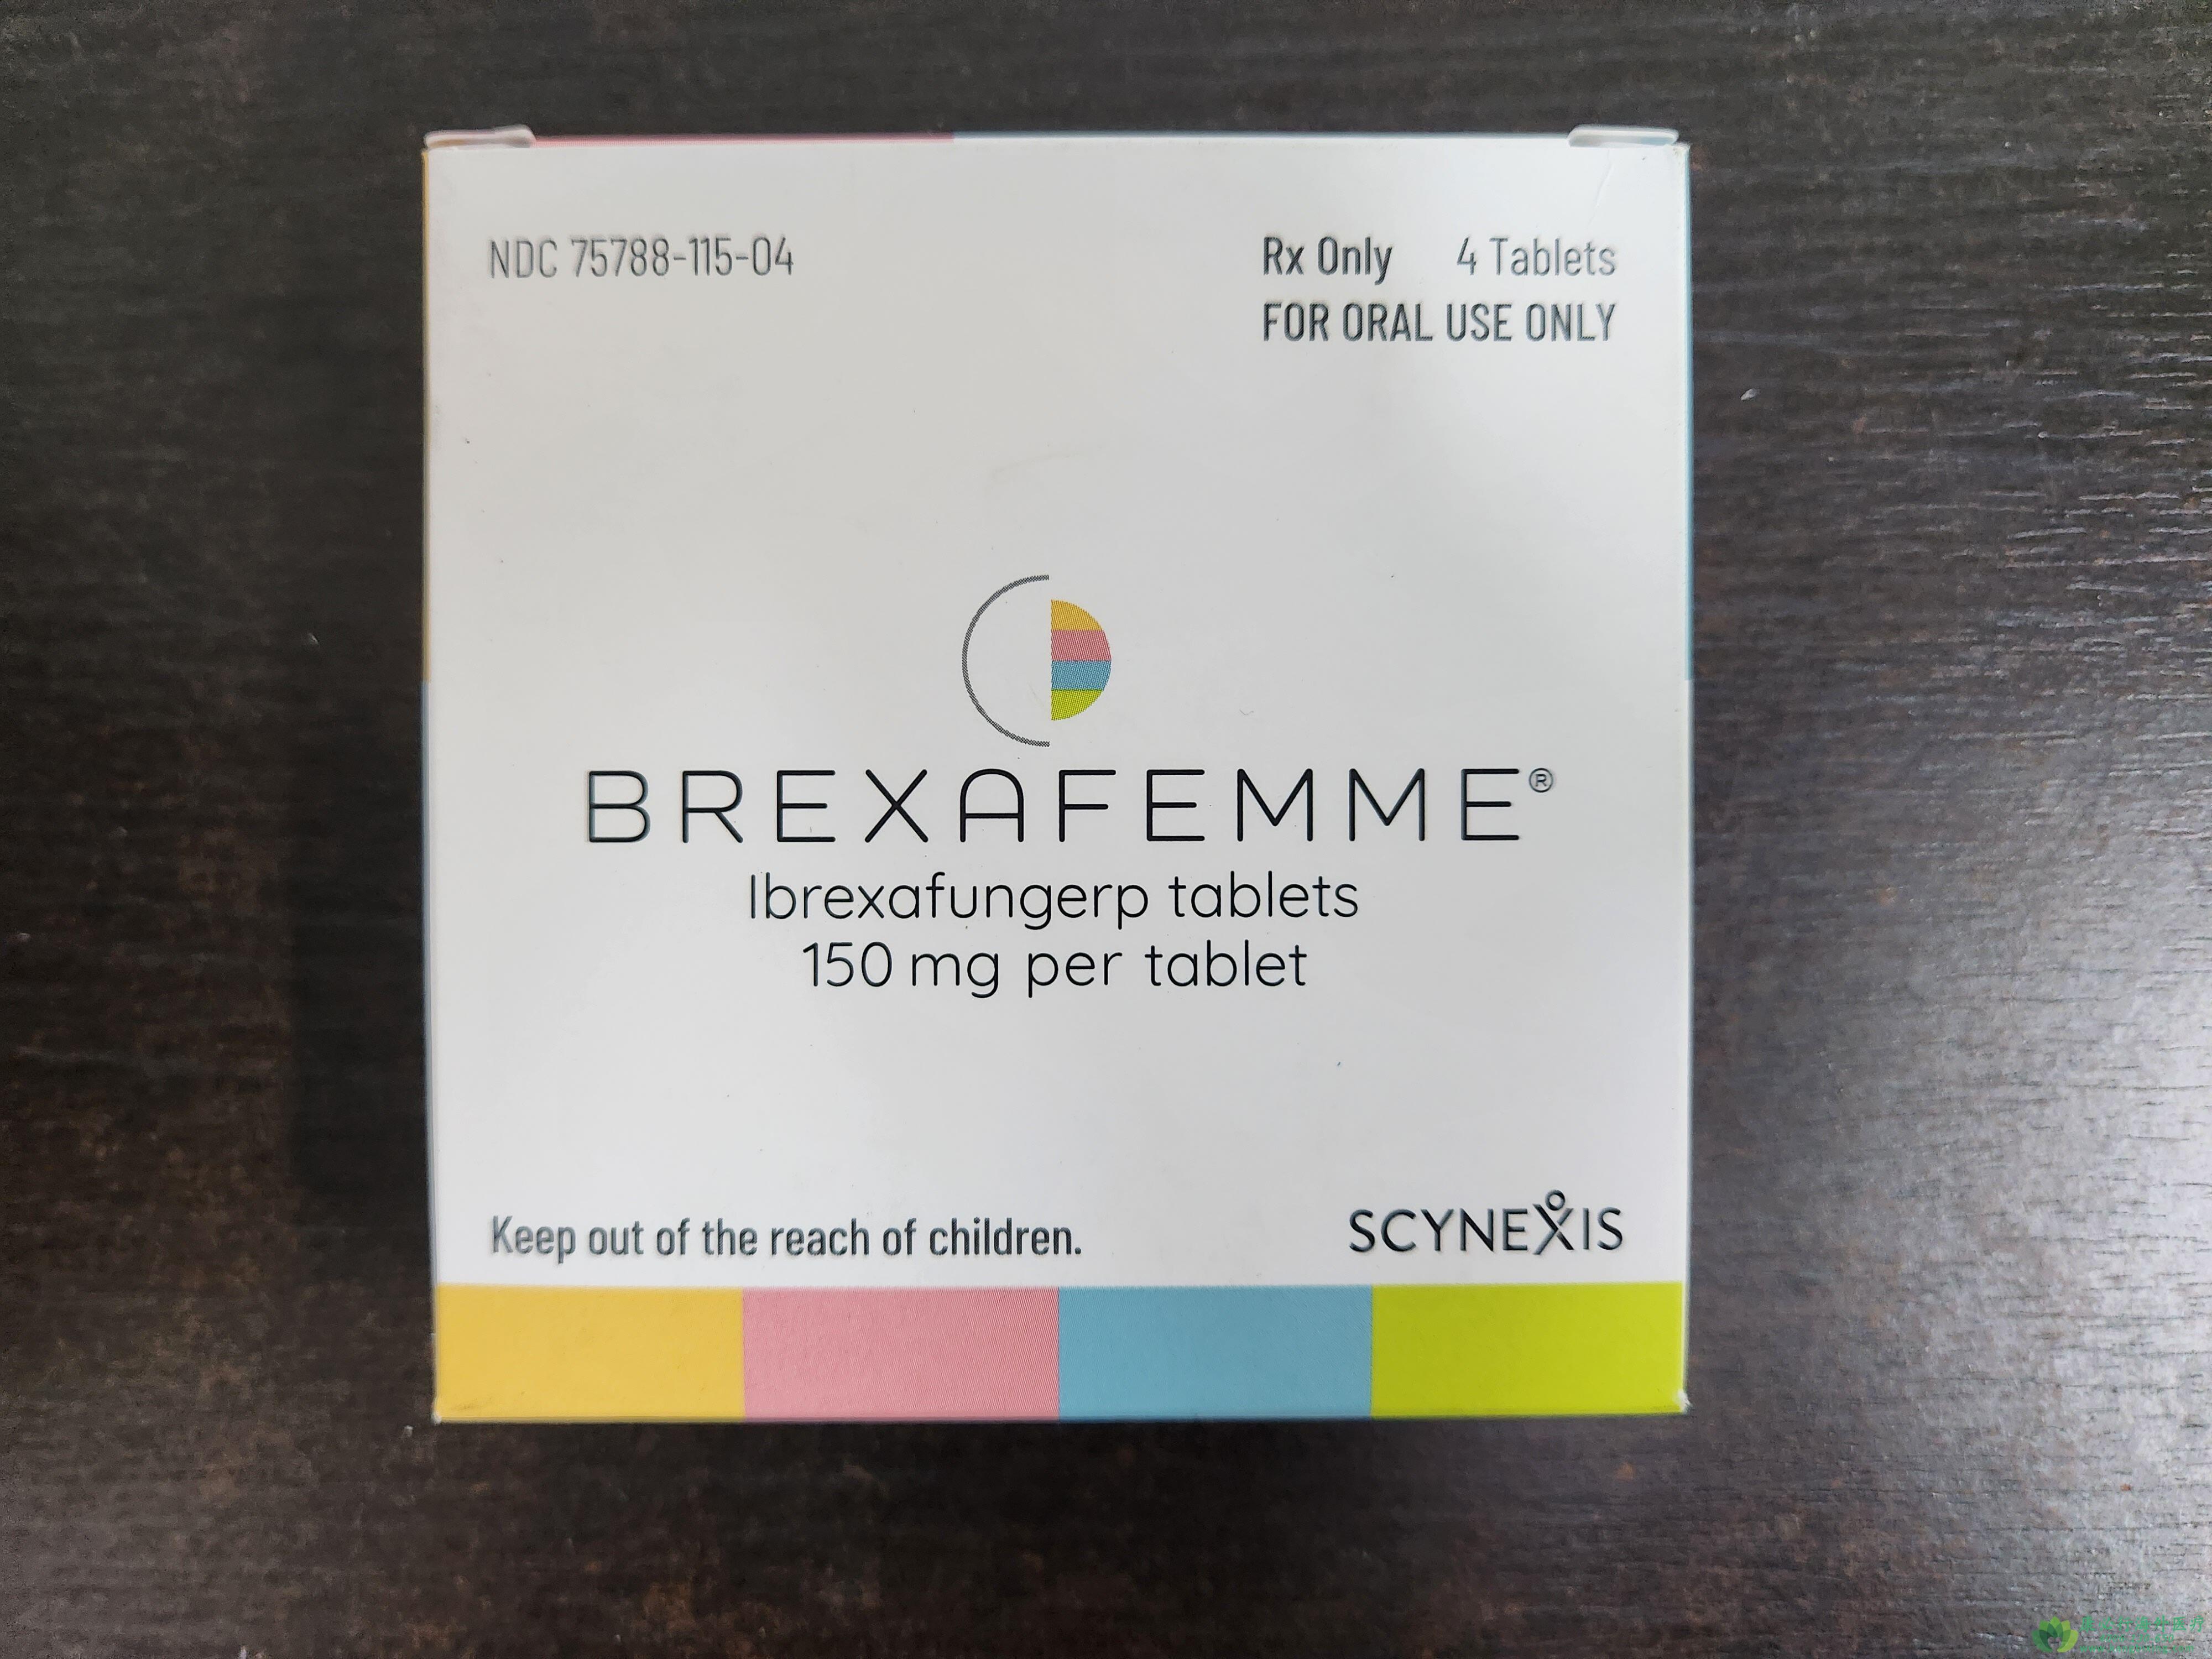 NDC 75788-115-04
Rx Only 4 Tablets
FOR ORAL USE ONLY
BREXAFEMME®
Ibrexafungerp tablets
150 mg per tablet
Keep out of the reach of children.
SCYNEXIS